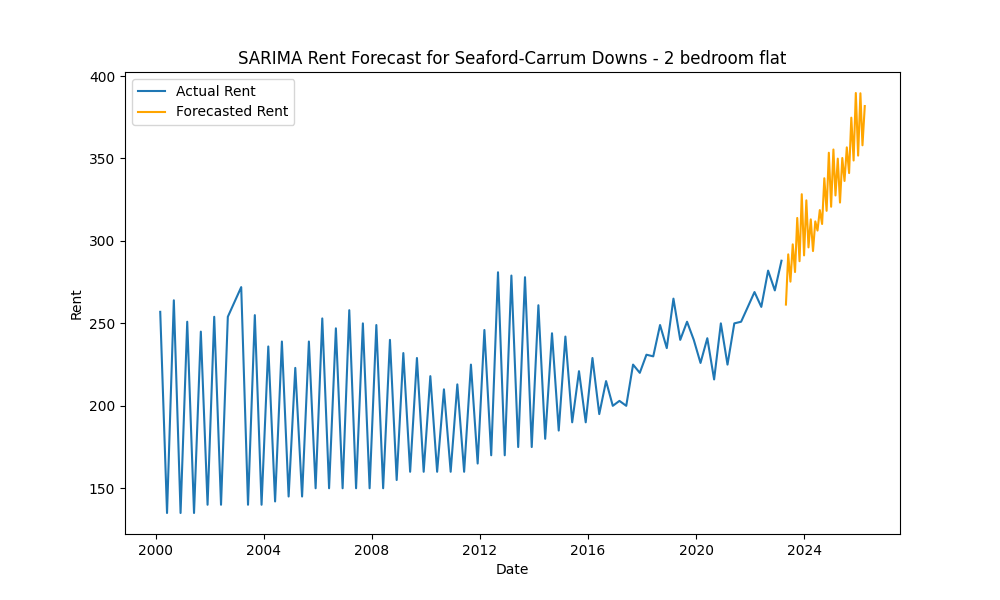 SARIMA Rent Forecast for Seaford-Carrum Downs - 2 bedroom flat
Actual Rent
Forecasted Rent
400
350
300
250
200
150
Rent
2000 2004 2008 2012 2016 2020 2024
Date